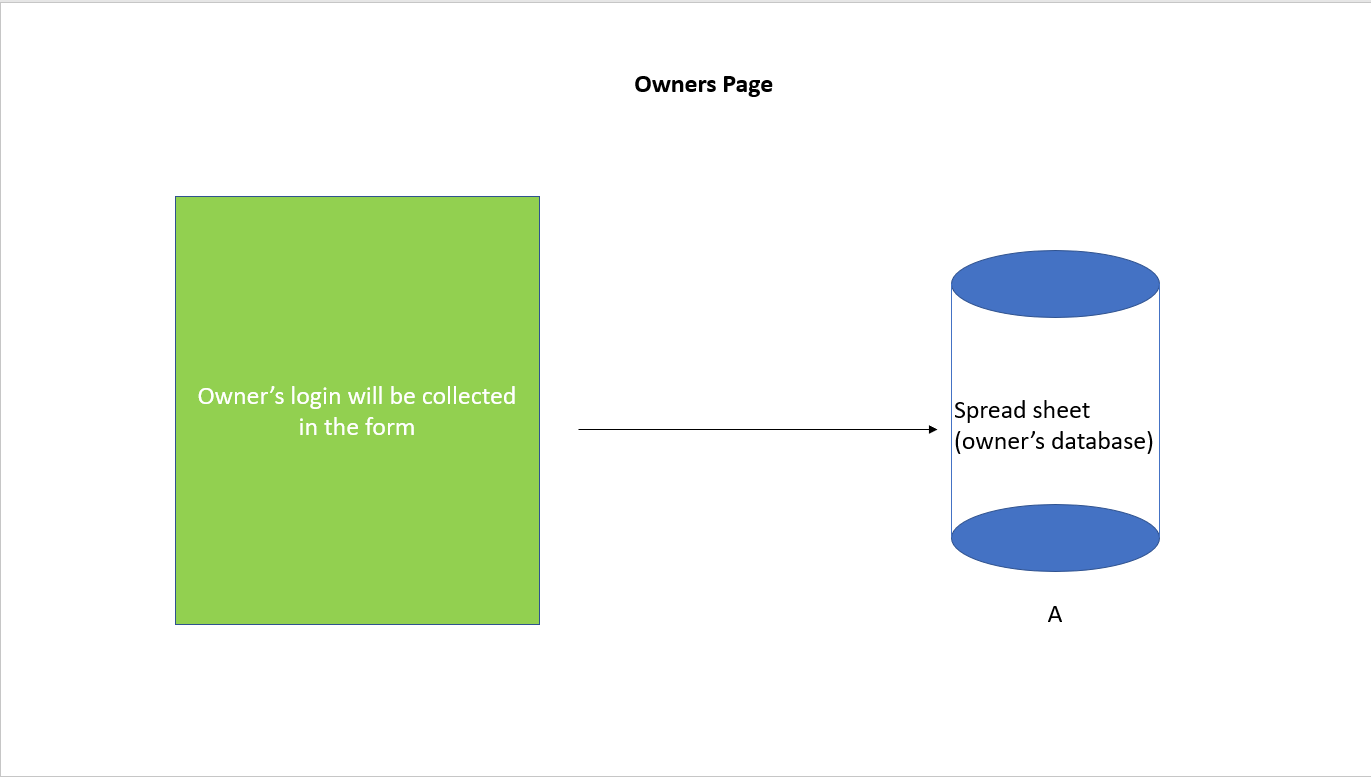 Owners Page
Owner’s login will be collected
in the form
Spread sheet
(owner’s database)
A